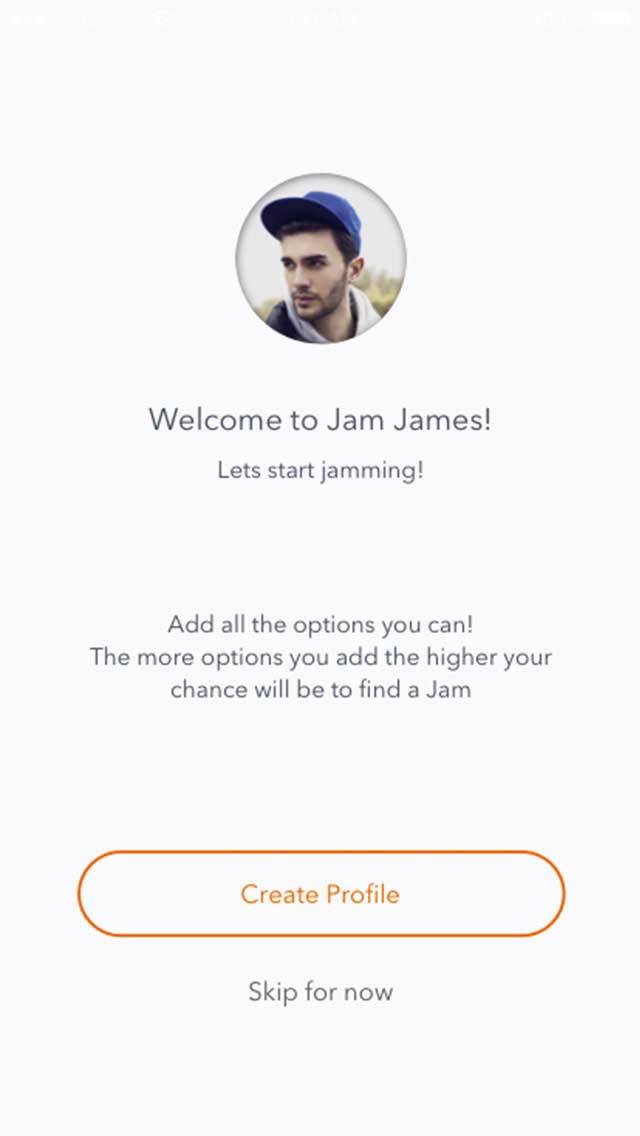 Welcome to Jam James!
Lets start jamming!
Add all the options you can!
The more options you add the higher your
chance will be to find a Jam
Create Profile
Skip for now